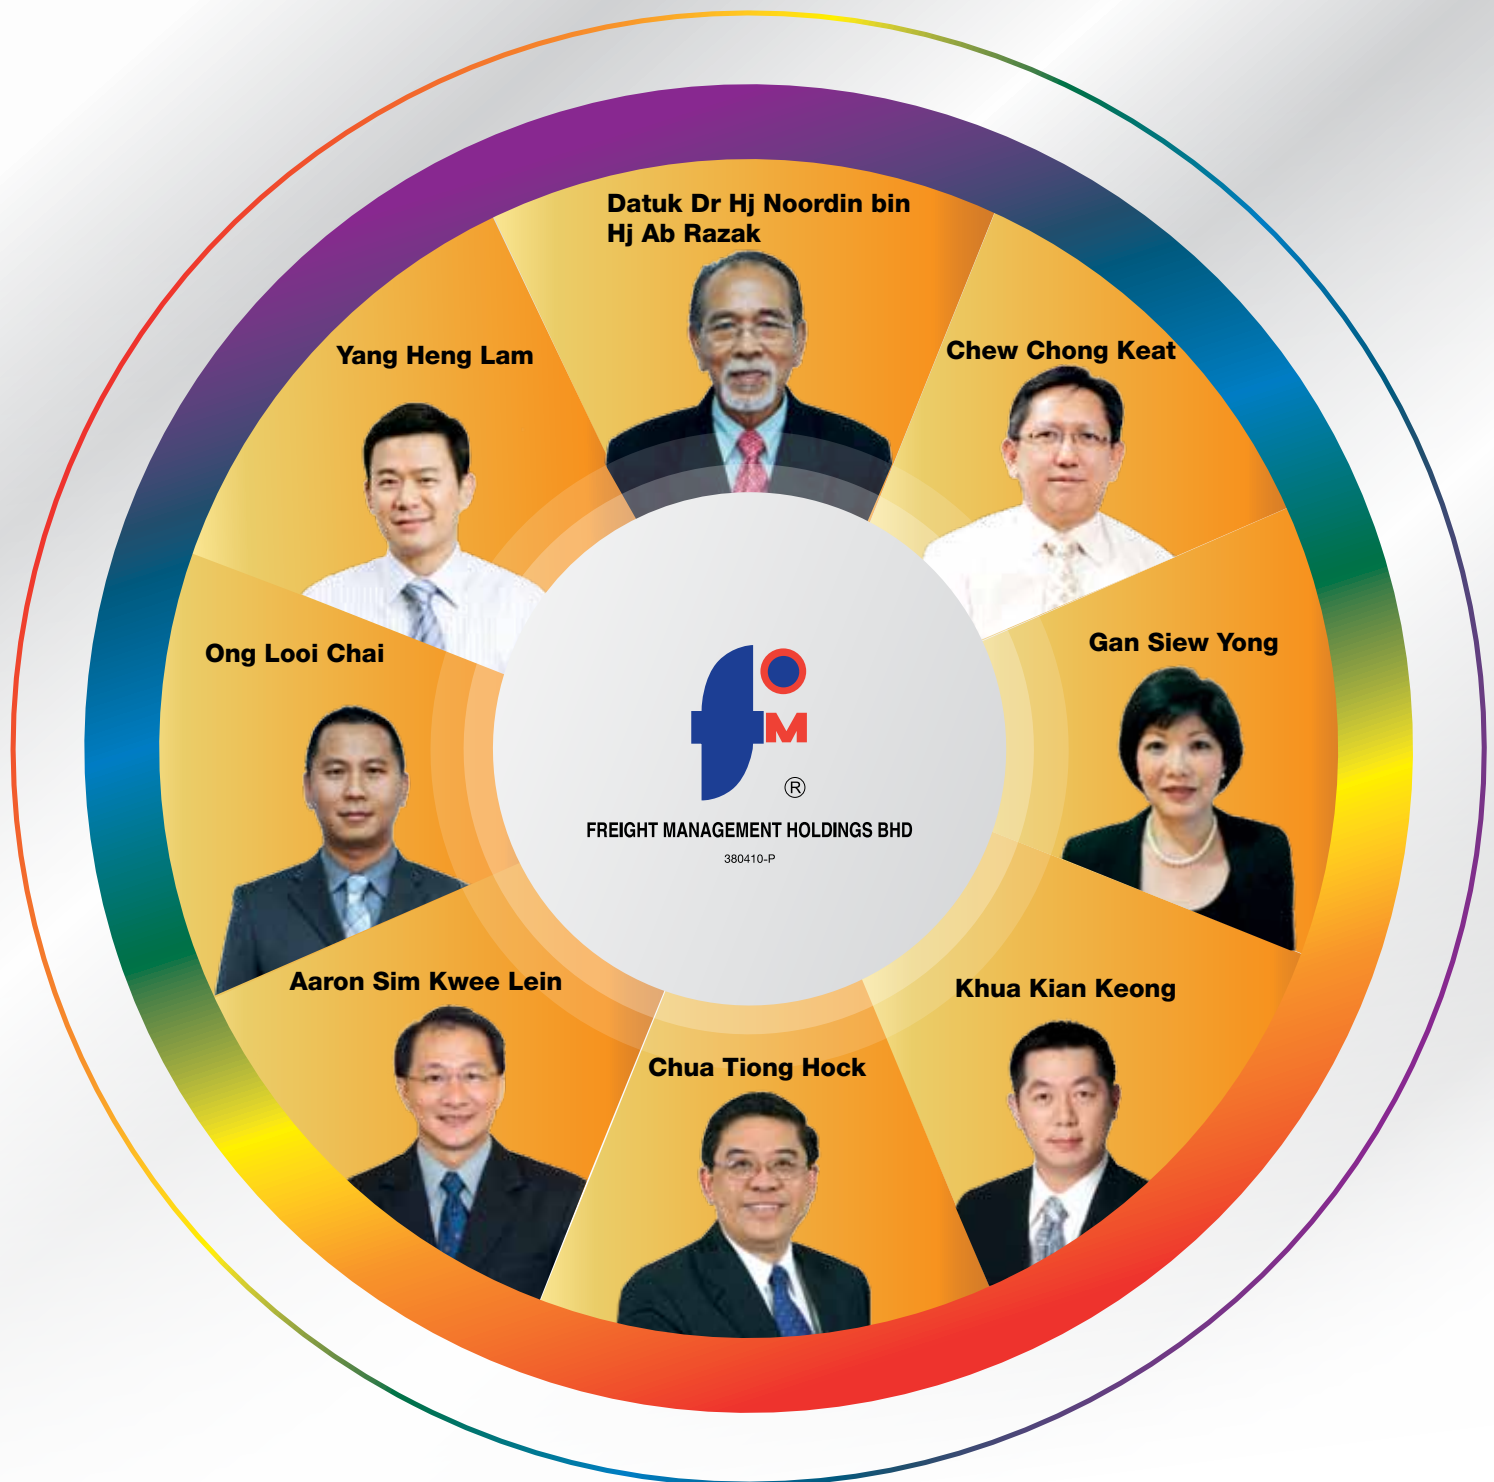 Datuk Dr Hj Noordin bin
Hj Ab Razak
Yang Heng Lam
Chew Chong Keat
Ong Looi Chai
Gan Siew Yong
fM
®
FREIGHT MANAGEMENT HOLDINGS BHD
380410-P
Aaron Sim Kwee Lein
Khua Kian Keong
Chua Tiong Hock